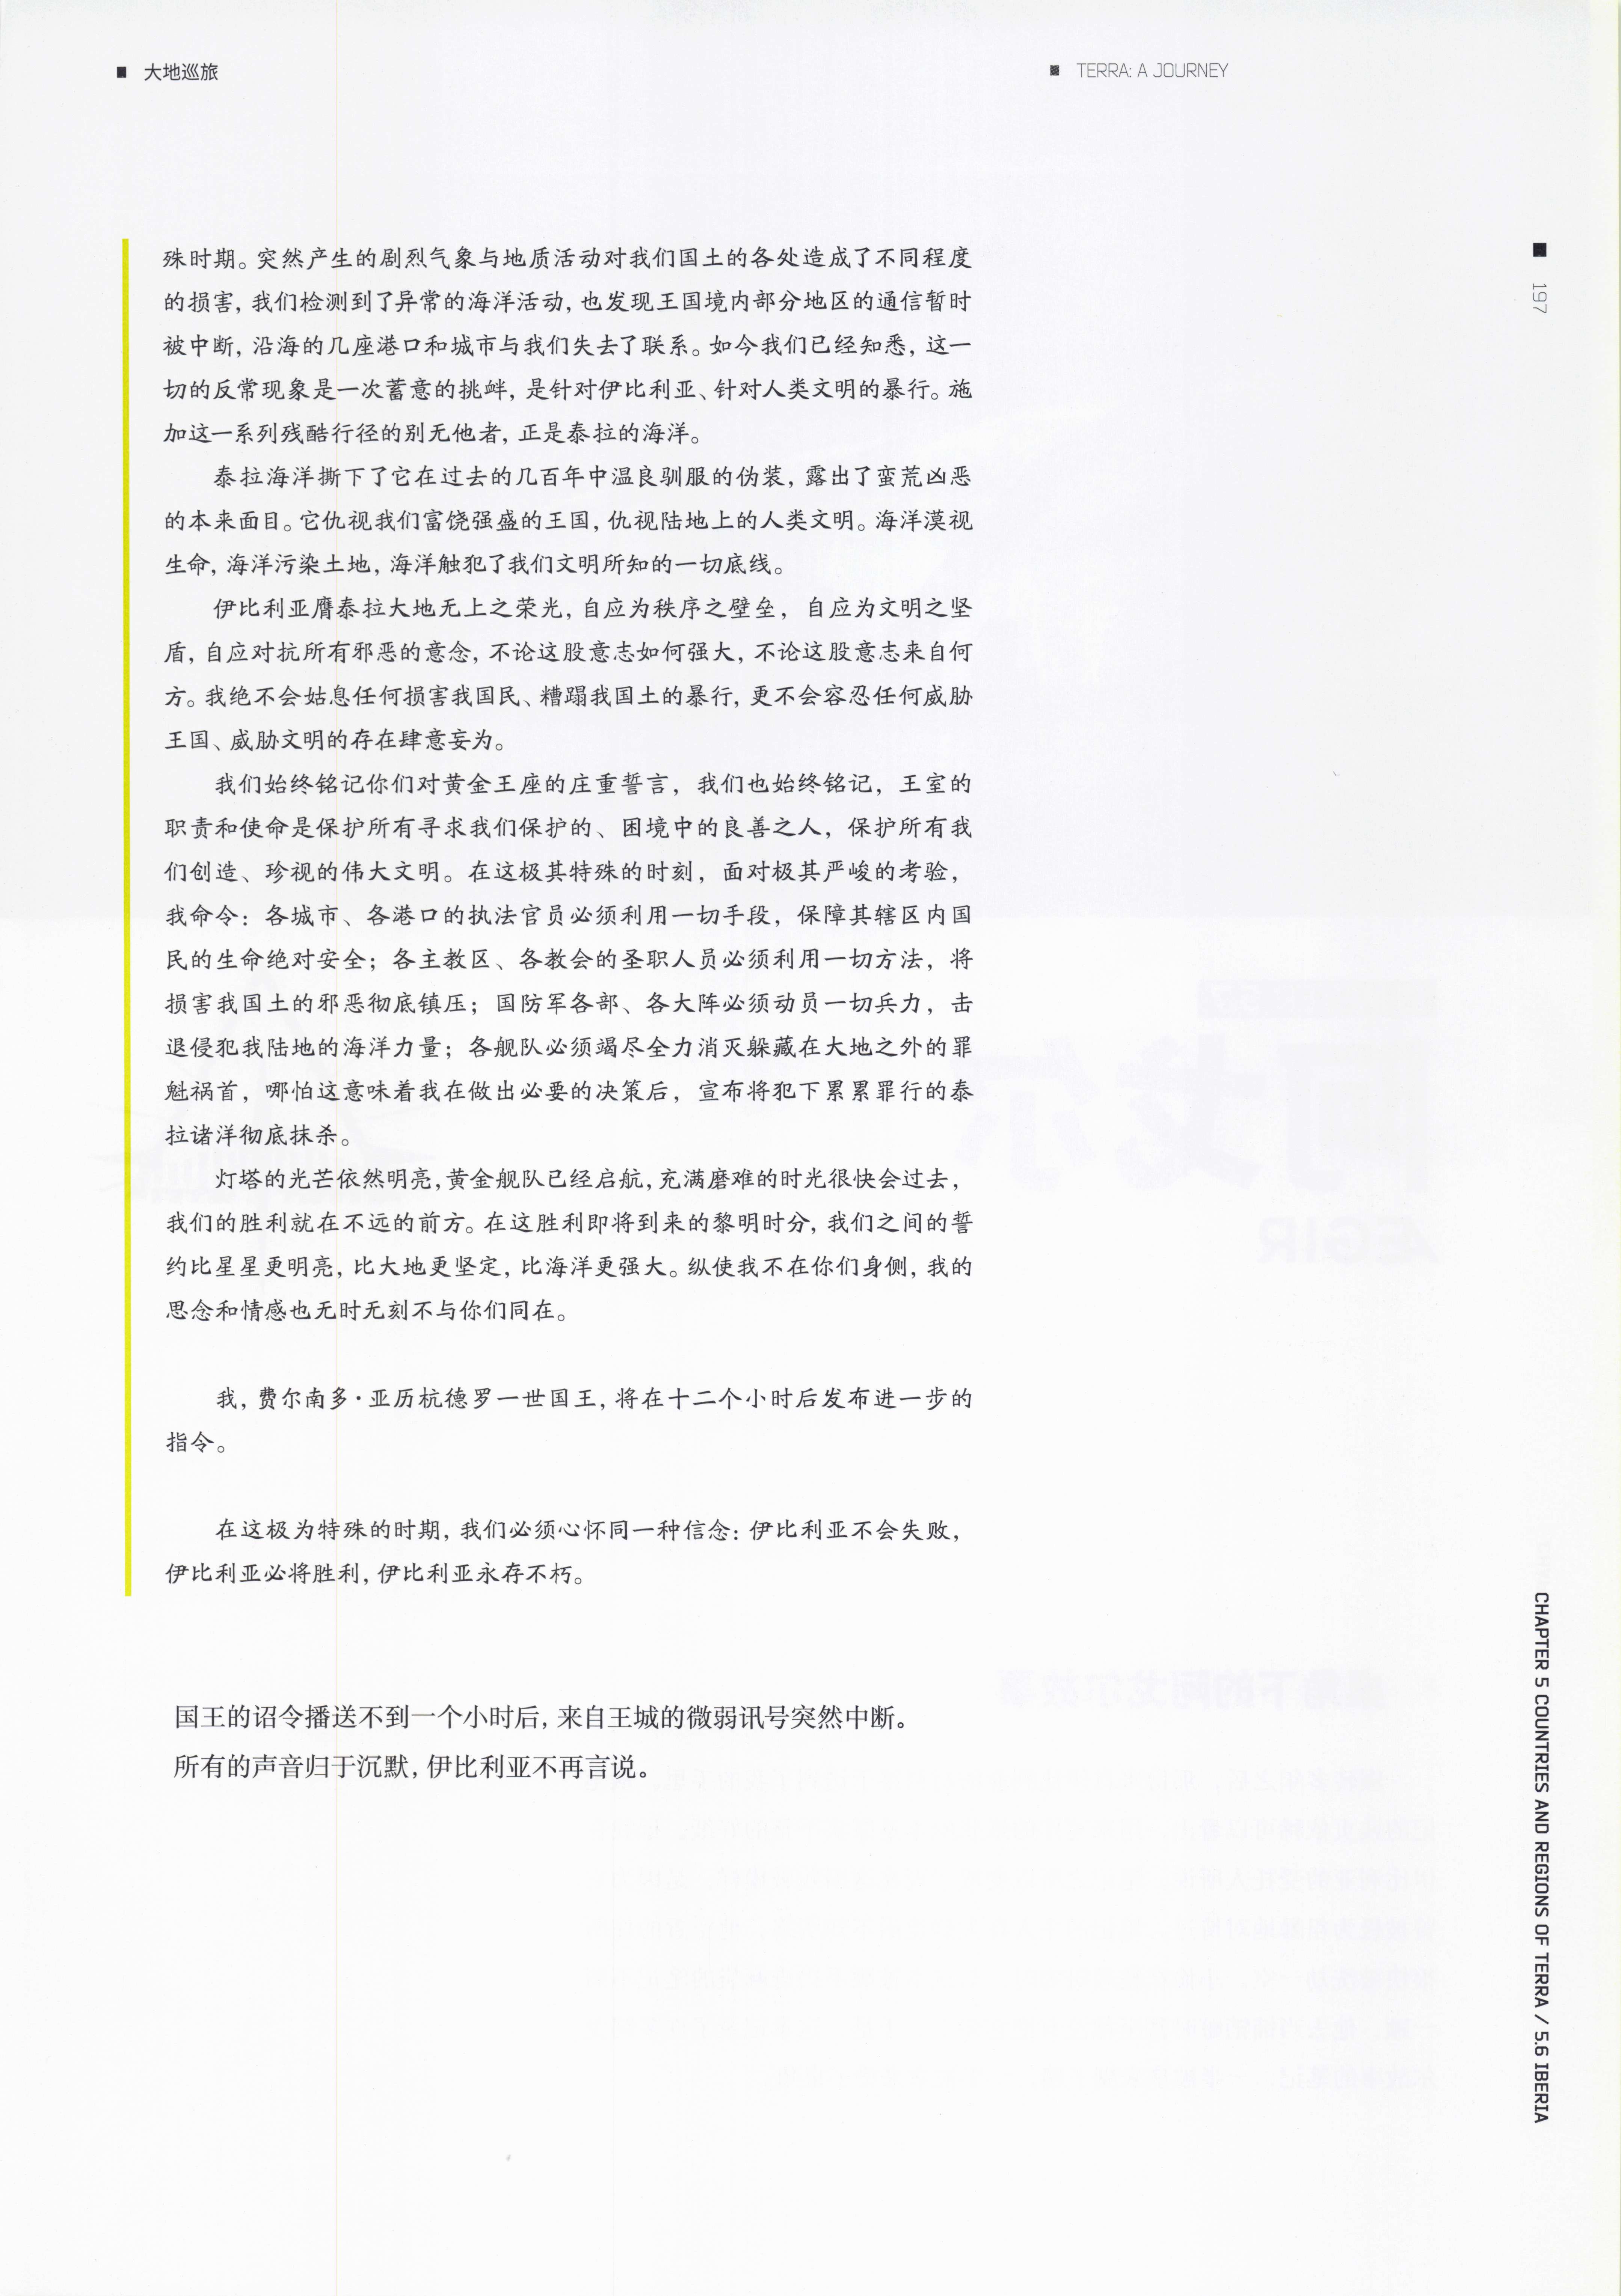 ■ 大地巡旅
■ TERRA: A JOURNEY
殊时期。突然产生的剧烈气象与地质活动对我们国土的各处造成了不同程度
的损害, 我们检测到了异常的海洋活动, 也发现王国境内部分地区的通信暂时
被中断, 沿海的几座港口和城市与我们失去了联系。如今我们已经知悉, 这一
切的反常现象是一次蓄意的挑衅, 是针对伊比利亚、针对人类文明的暴行。施
加这一系列残酷行径的别无他者, 正是泰拉的海洋。
泰拉海洋撕下了它在过去的几百年中温良驯服的伪装, 露出了蛮荒凶恶
的本来面目。它仇视我们富饶强盛的王国, 仇视陆地上的人类文明。海洋漠视
生命, 海洋污染土地, 海洋触犯了我们文明所知的一切底线。
伊比利亚膺泰拉大地无上之荣光, 自应为秩序之壁垒, 自应为文明之坚
盾, 自应对抗所有邪恶的意念, 不论这股意志如何强大, 不论这股意志来自何
方。我绝不会姑息任何损害我国民、糟蹋我国土的暴行, 更不会容忍任何威胁
王国、威胁文明的存在肆意妄为。
我们始终铭记你们对黄金王座的庄重誓言, 我们也始终铭记, 王室的
职责和使命是保护所有寻求我们保护的、困境中的良善之人, 保护所有我
们创造、珍视的伟大文明。在这极其特殊的时刻, 面对极其严峻的考验,
我命令: 各城市、各港口的执法官员必须利用一切手段, 保障其辖区内国
民的生命绝对安全; 各主教区、各教会的圣职人员必须利用一切方法, 将
损害我国土的邪恶彻底镇压; 国防军各部、各大阵必须动员一切兵力, 击
退侵犯我陆地的海洋力量; 各舰队必须竭尽全力消灭躲藏在大地之外的罪
魁祸首, 哪怕这意味着我在做出必要的决策后, 宣布将犯下累累罪行的泰
拉诸洋彻底抹杀。
灯塔的光芒依然明亮, 黄金舰队已经启航, 充满磨难的时光很快会过去,
我们的胜利就在不远的前方。在这胜利即将到来的黎明时分, 我们之间的誓
约比星星更明亮, 比大地更坚定, 比海洋更强大。纵使我不在你们身侧, 我的
思念和情感也无时无刻不与你们同在。
我, 费尔南多·亚历杭德罗一世国王, 将在十二个小时后发布进一步的
指令。
在这极为特殊的时期, 我们必须心怀同一种信念: 伊比利亚不会失败,
伊比利亚必将胜利, 伊比利亚永存不朽。
国王的诏令播送不到一个小时后, 来自王城的微弱讯号突然中断。
所有的声音归于沉默, 伊比利亚不再言说。
■ 197
CHAPTER 5 COUNTRIES AND REGIONS OF TERRA / 5.6 IBERIA